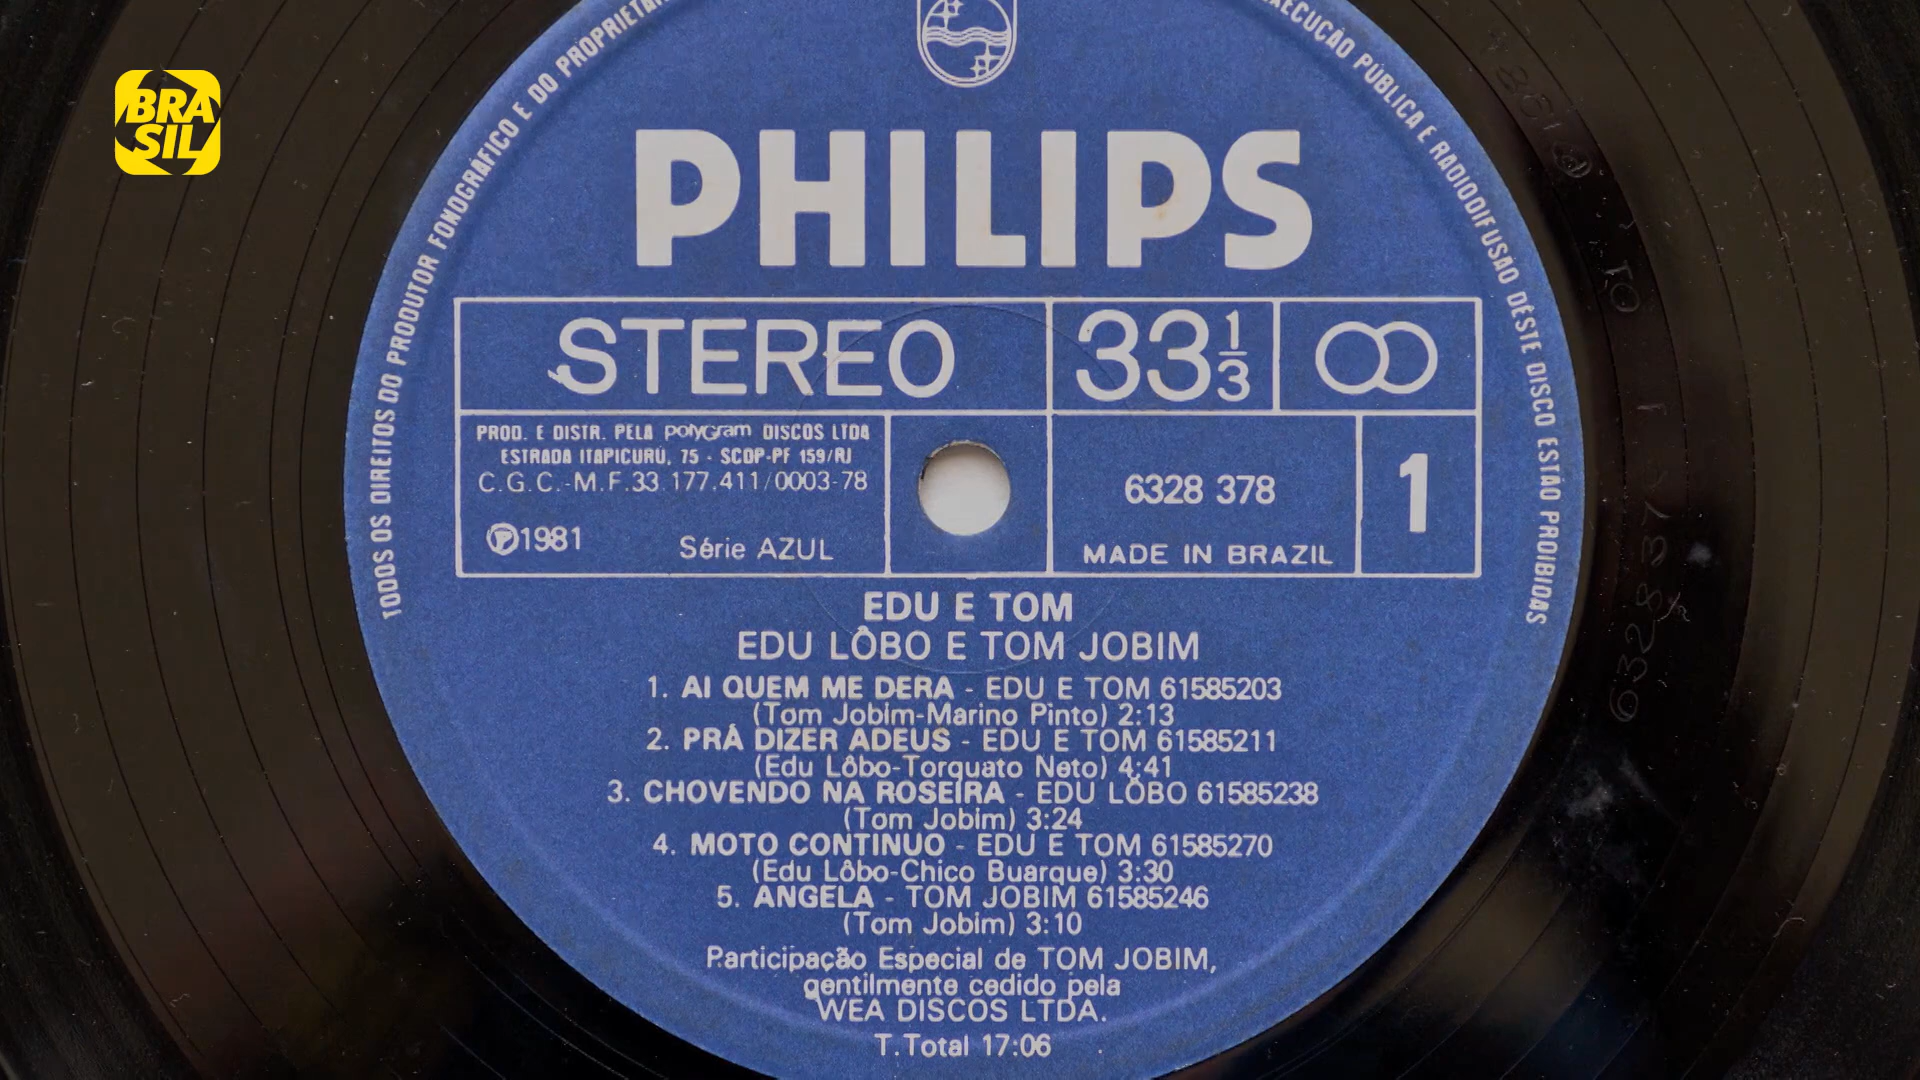 BRA
SIL
TODOS OS DIREITOS DO PRODUTOR FONOGRÁFICO E DO PROPRIETÁR
EXECUÇÃO PÚBLICA E RADIODIFUSÃO DÊSTE DISCO ESTÃO PROIBIDAS
PHILIPS
STEREO
33 1/3
PROD. E DISTR. PELA polyGram DISCOS LTDA
ESTRADA ITAPICURÚ, 75 - SCDP-PF 159/RJ
C.G.C.-M.F.33.177.411/0003-78
Ⓟ1981 Série AZUL
6328 378
MADE IN BRAZIL
1
EDU E TOM
EDU LÔBO E TOM JOBIM
1. AI QUEM ME DERA - EDU E TOM 61585203
(Tom Jobim-Marino Pinto) 2:13
2. PRÁ DIZER ADEUS - EDU E TOM 61585211
(Edu Lôbo-Torquato Neto) 4:41
3. CHOVENDO NA ROSEIRA - EDU LÔBO 61585238
(Tom Jobim) 3:24
4. MOTO CONTINUO - EDU E TOM 61585270
(Edu Lôbo-Chico Buarque) 3:30
5. ANGELA - TOM JOBIM 61585246
(Tom Jobim) 3:10
Participação Especial de TOM JOBIM,
gentilmente cedido pela
WEA DISCOS LTDA.
T.Total 17:06